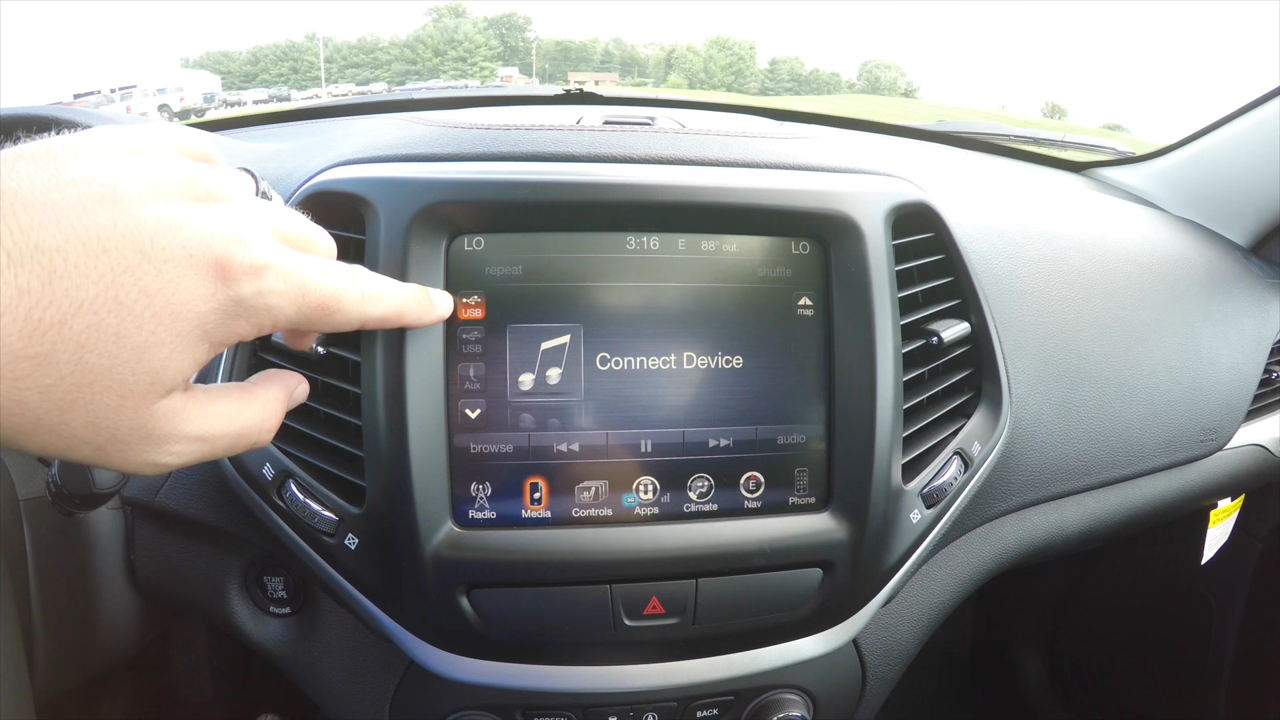 LO 3:16 E 88° out. LO
repeat shuffle
USB
map
USB
Connect Device
Aux
browse audio
Radio Media Controls Apps Climate Nav Phone
E
START
STOP
ENGINE
SCREEN
A
BACK